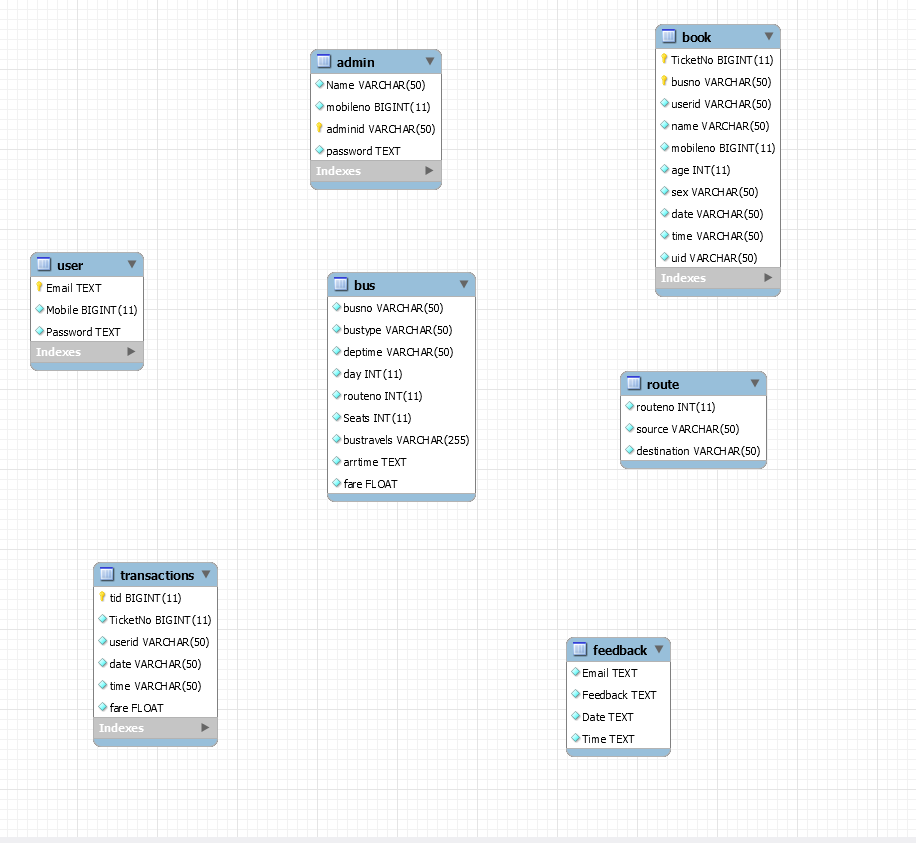 admin
Name VARCHAR(50)
mobileno BIGINT(11)
adminid VARCHAR(50)
password TEXT
Indexes
book
TicketNo BIGINT(11)
busno VARCHAR(50)
userid VARCHAR(50)
name VARCHAR(50)
mobileno BIGINT(11)
age INT(11)
sex VARCHAR(50)
date VARCHAR(50)
time VARCHAR(50)
uid VARCHAR(50)
Indexes
user
Email TEXT
Mobile BIGINT(11)
Password TEXT
Indexes
bus
busno VARCHAR(50)
bustype VARCHAR(50)
deptime VARCHAR(50)
day INT(11)
routeno INT(11)
Seats INT(11)
bustravels VARCHAR(255)
arrtime TEXT
fare FLOAT
route
routeno INT(11)
source VARCHAR(50)
destination VARCHAR(50)
transactions
tid BIGINT(11)
TicketNo BIGINT(11)
userid VARCHAR(50)
date VARCHAR(50)
time VARCHAR(50)
fare FLOAT
Indexes
feedback
Email TEXT
Feedback TEXT
Date TEXT
Time TEXT